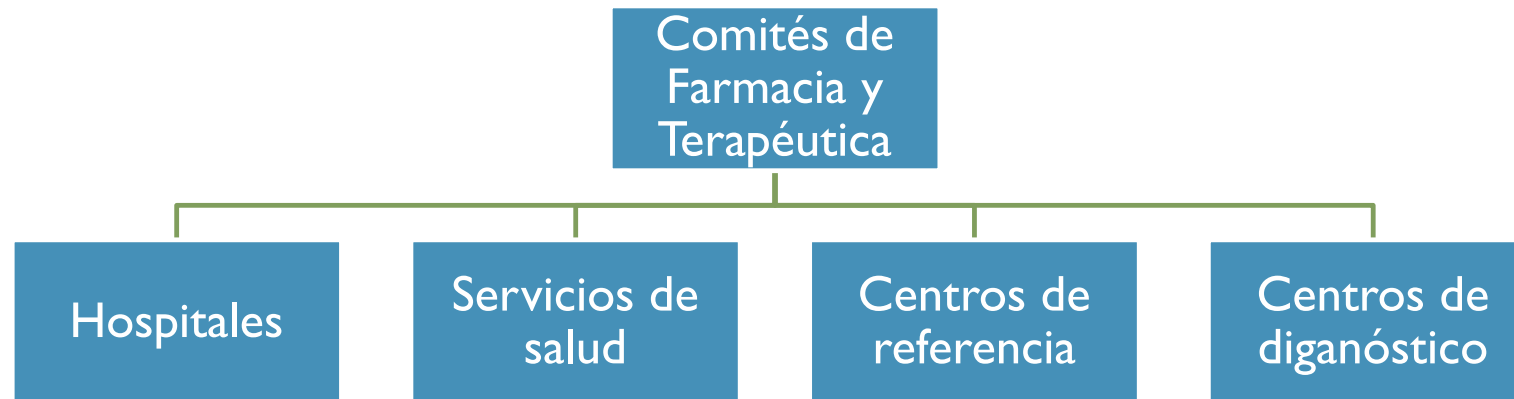 Comités de
Farmacia y
Terapéutica
Hospitales
Servicios de
salud
Centros de
referencia
Centros de
diganóstico